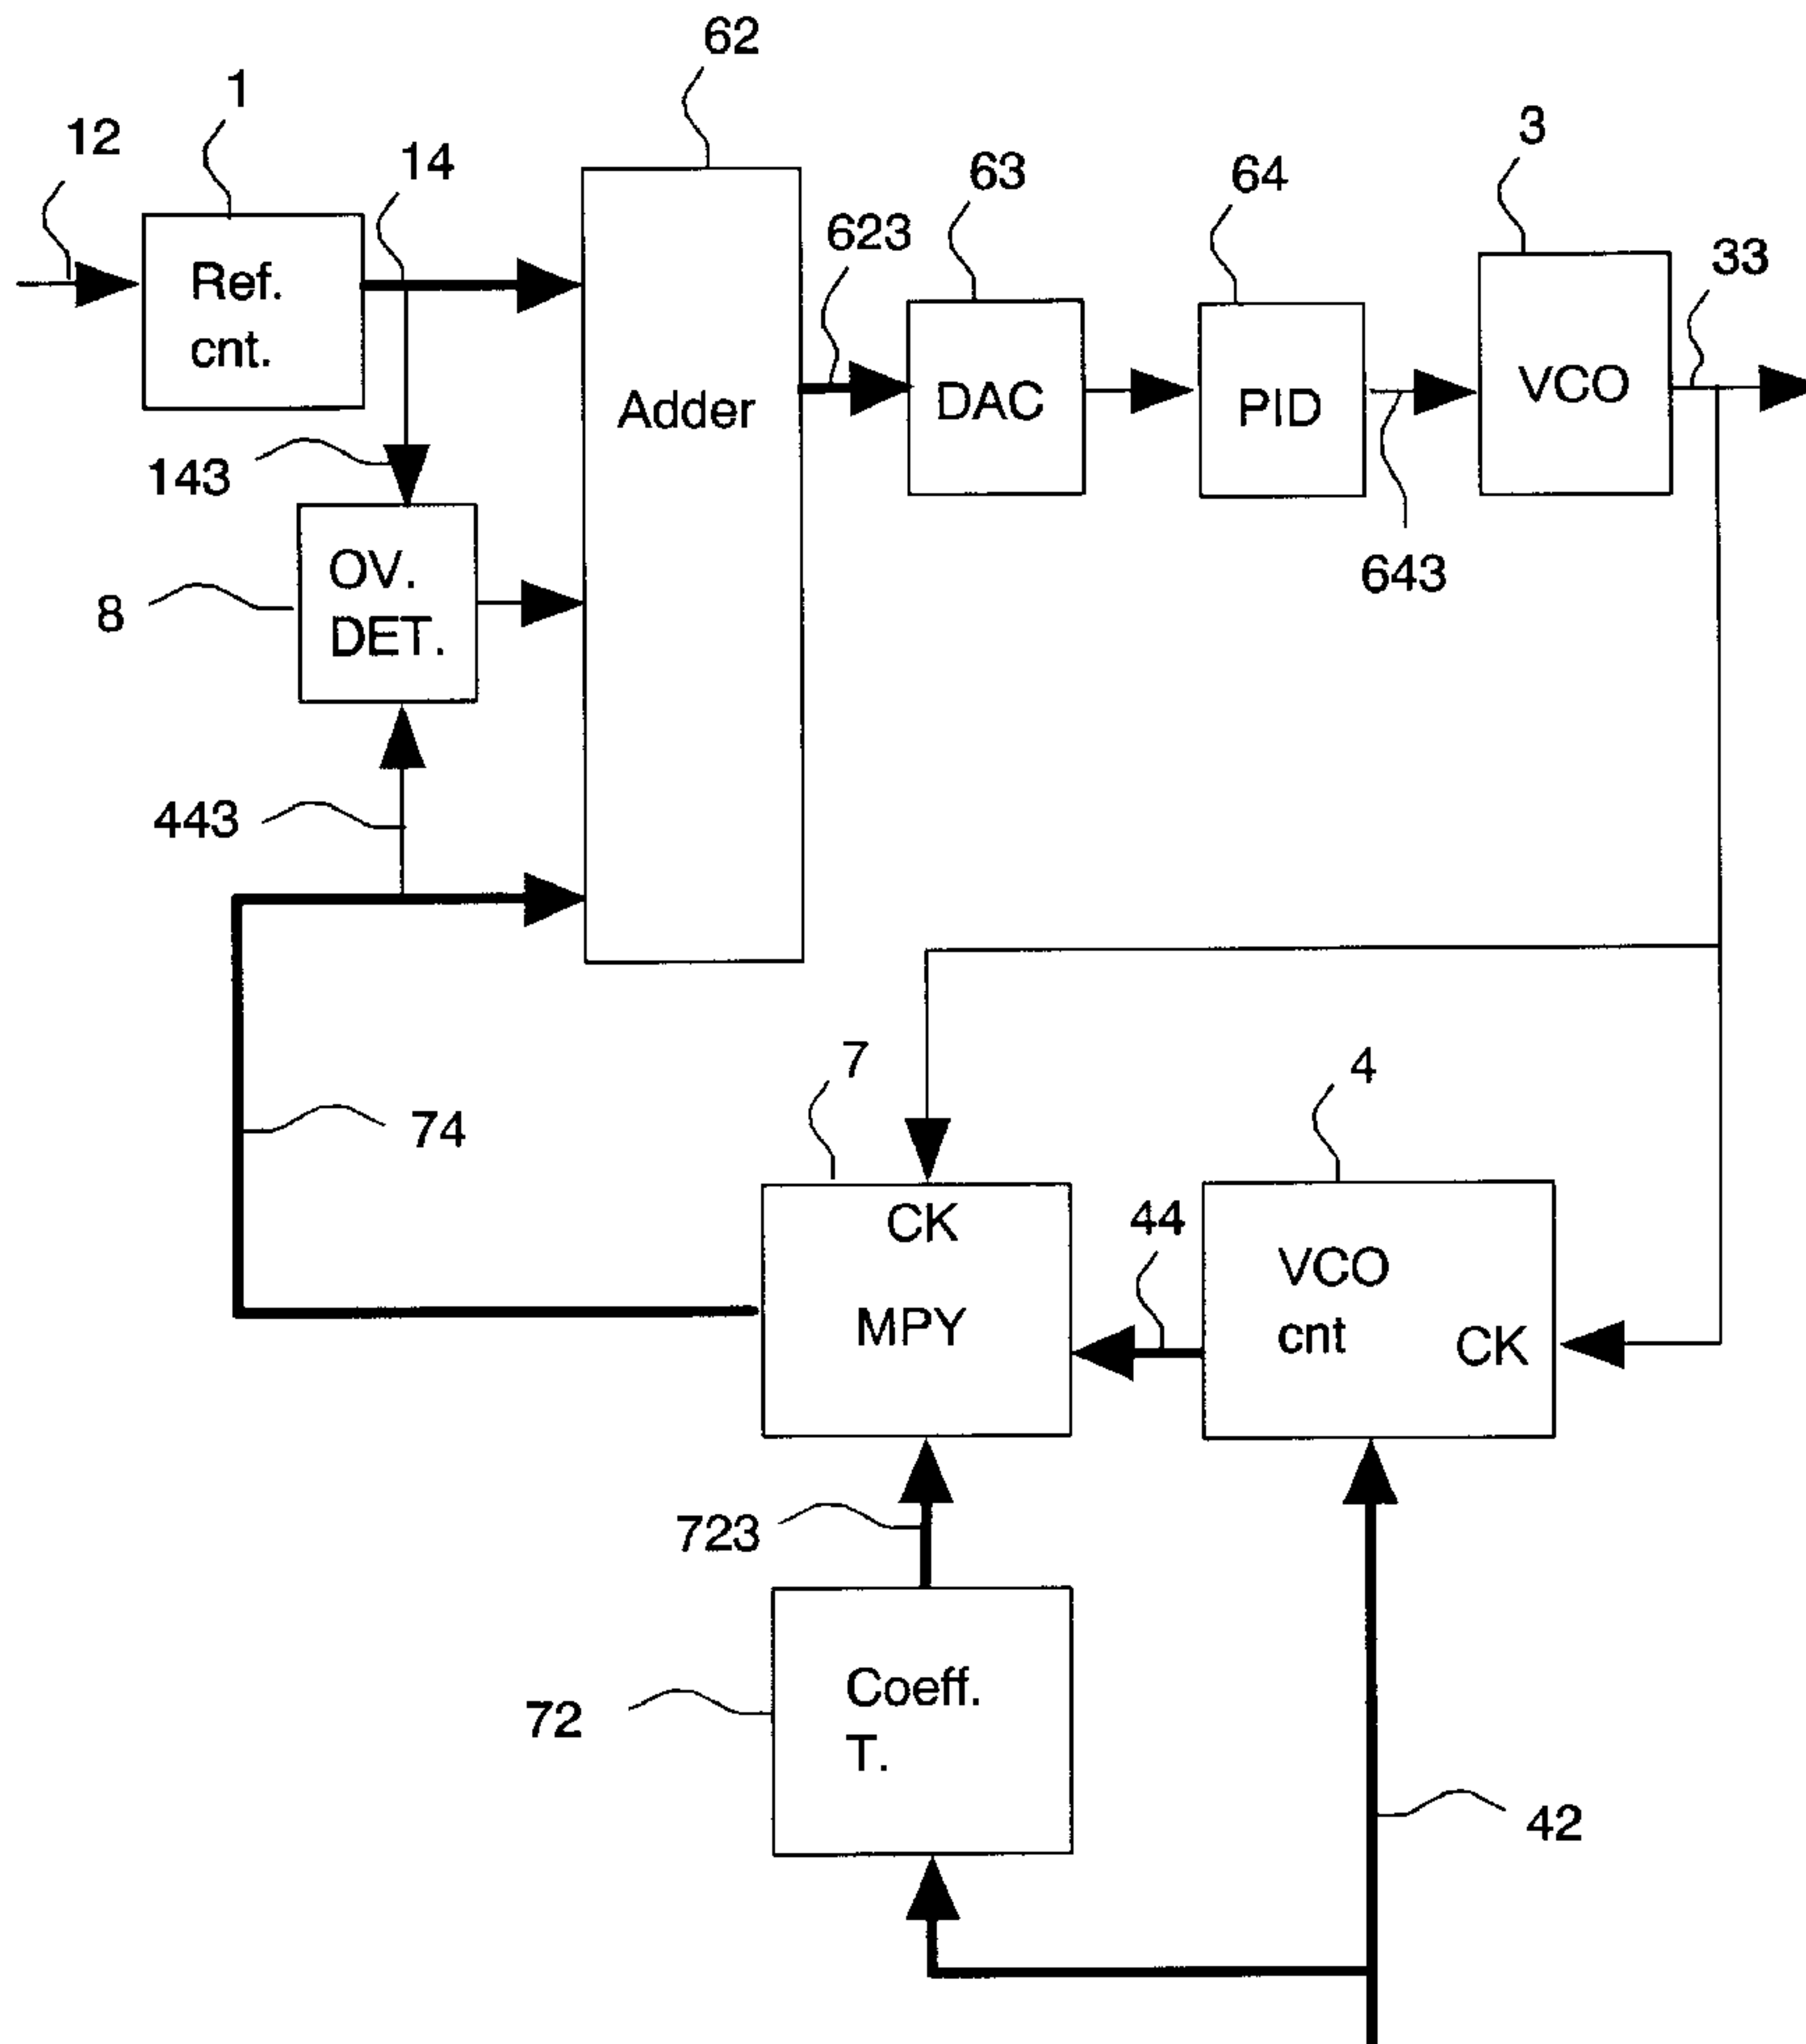 62
1
12
14
3
63
64
623
33
Ref.
cnt.
Adder
DAC
PID
VCO
143
643
OV.
DET.
8
443
7
4
74
44
CK
MPY
VCO
cnt
CK
723
72
Coeff.
T.
42